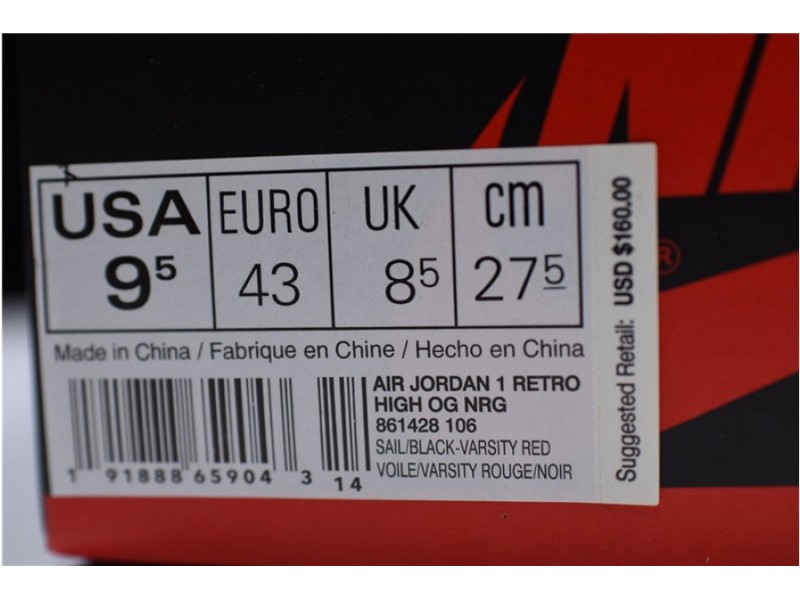 USA EURO UK cm
9⁵ 43 8⁵ 27⁵
Made in China / Fabrique en Chine / Hecho en China
AIR JORDAN 1 RETRO
HIGH OG NRG
861428 106
SAIL/BLACK-VARSITY RED
VOILE/VARSITY ROUGE/NOIR
1 91888 65904 3 14
Suggested Retail: USD $160.00
®